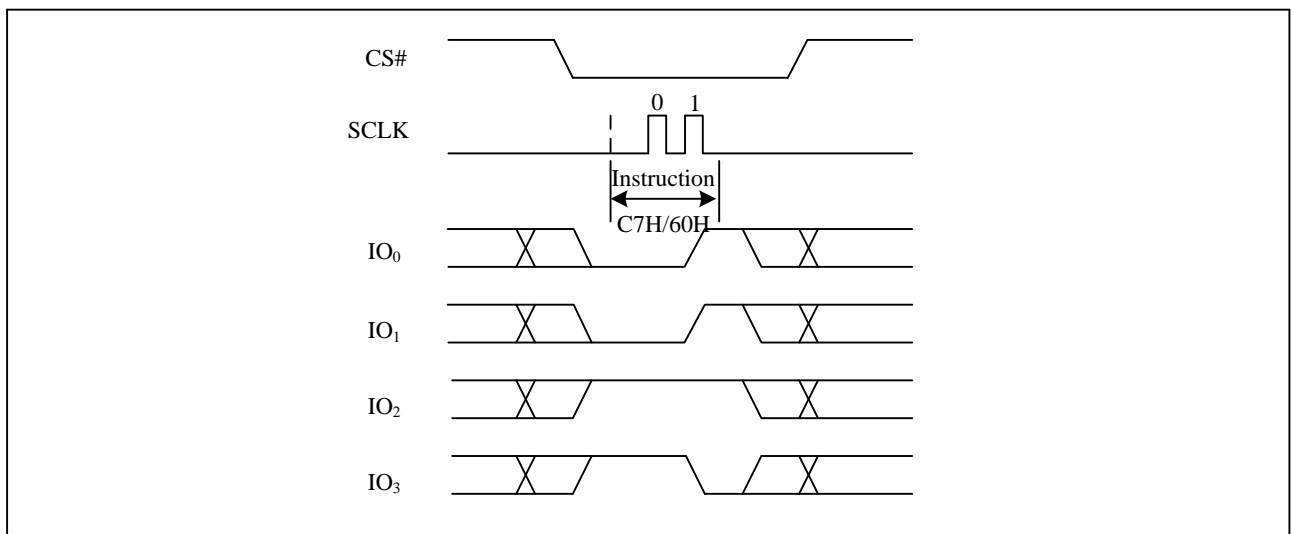 CS#
0 1
SCLK
Instruction
C7H/60H
IO₀
IO₁
IO₂
IO₃